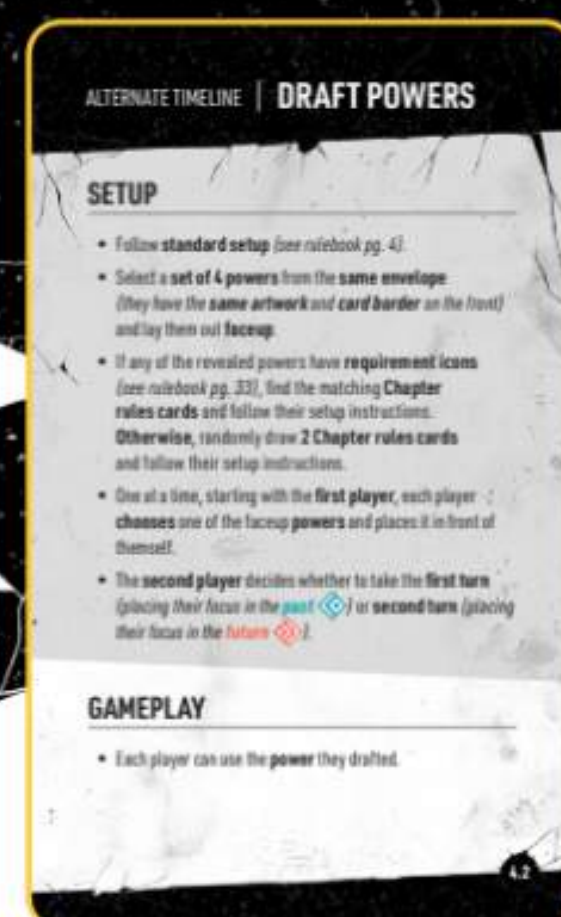 ALTERNATE TIMELINE | DRAFT POWERS
SETUP
• Follow standard setup (see rulebook pg. 4).
• Select a set of 4 powers from the same envelope
(they have the same artwork and card border on the front)
and lay them out faceup.
• If any of the revealed powers have requirement icons
(see rulebook pg. 33), find the matching Chapter
rules cards and follow their setup instructions.
Otherwise, randomly draw 2 Chapter rules cards
and follow their setup instructions.
• One at a time, starting with the first player, each player
chooses one of the faceup powers and places it in front of
themself.
• The second player decides whether to take the first turn
(placing their focus in the past) or second turn (placing
their focus in the future).
GAMEPLAY
• Each player can use the power they drafted.
4.2